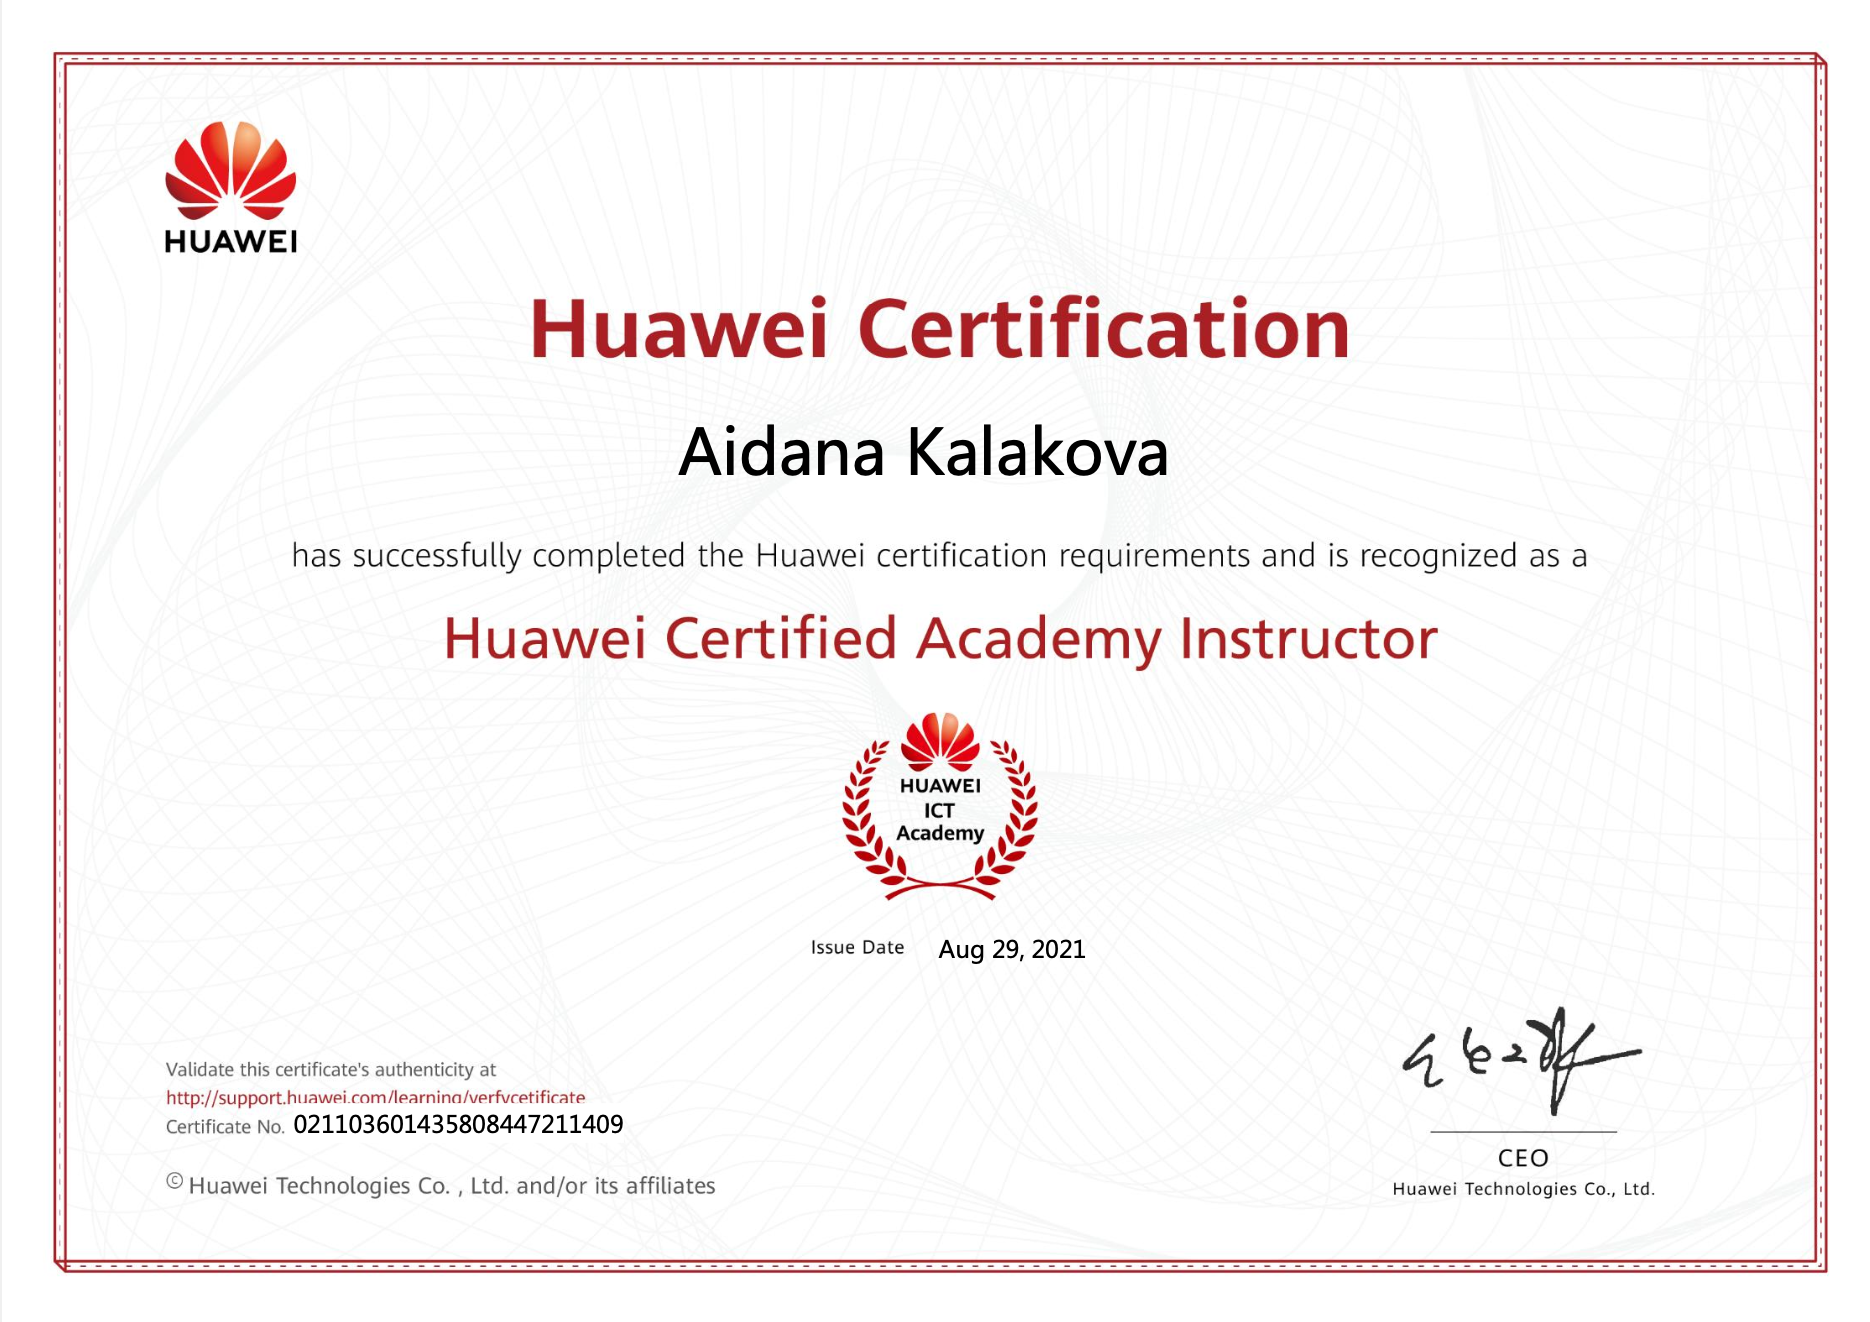 HUAWEI
Huawei Certification
Aidana Kalakova
has successfully completed the Huawei certification requirements and is recognized as a
Huawei Certified Academy Instructor
HUAWEI
ICT
Academy
Issue Date Aug 29, 2021
Validate this certificate's authenticity at
http://support.huawei.com/learning/verfycetificate
Certificate No. 021103601435808447211409
© Huawei Technologies Co. , Ltd. and/or its affiliates
CEO
Huawei Technologies Co., Ltd.